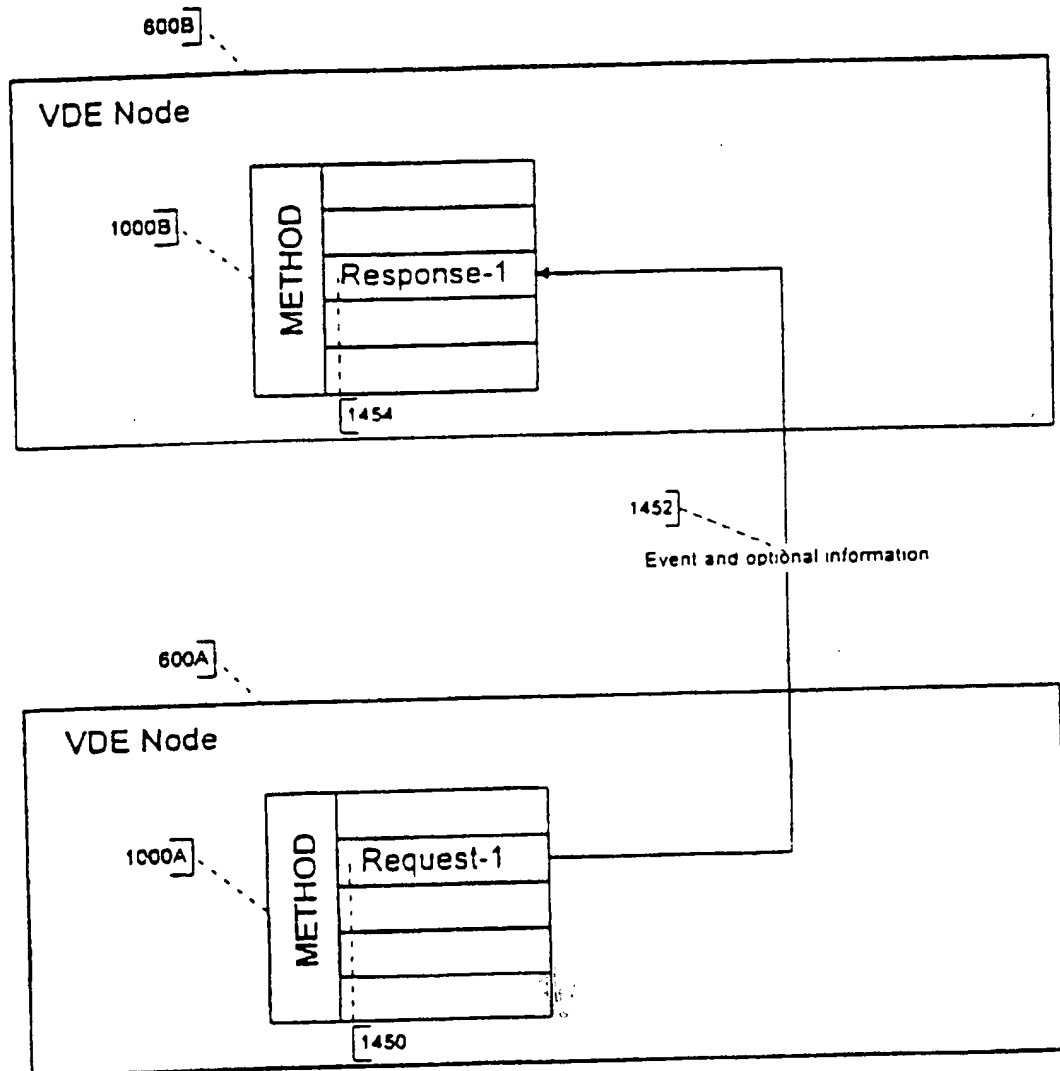 600B
VDE Node
1000B
METHOD
Response-1
1454
1452
Event and optional information
600A
VDE Node
1000A
METHOD
Request-1
1450